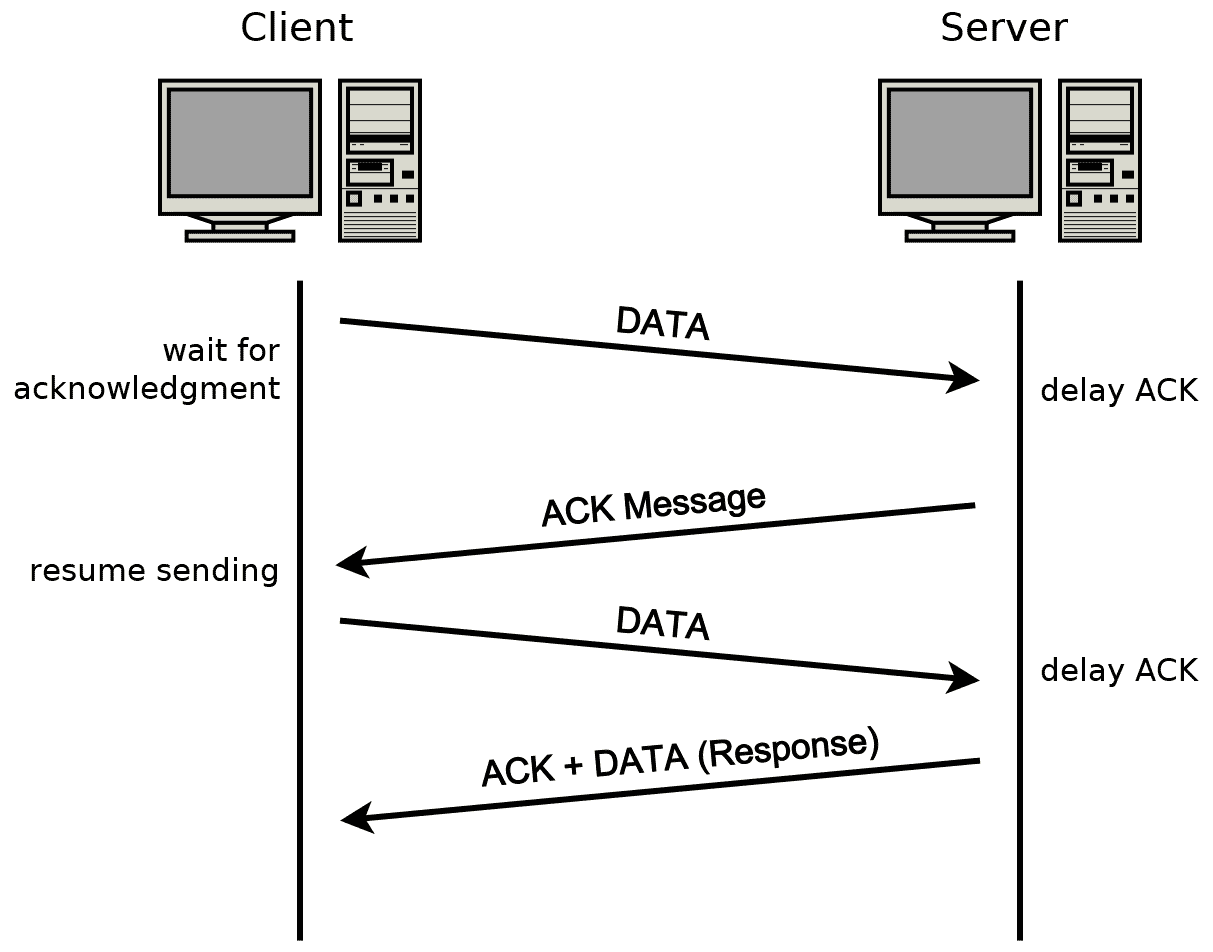 Client
Server
DATA
wait for
acknowledgment
delay ACK
ACK Message
resume sending
DATA
delay ACK
ACK + DATA (Response)